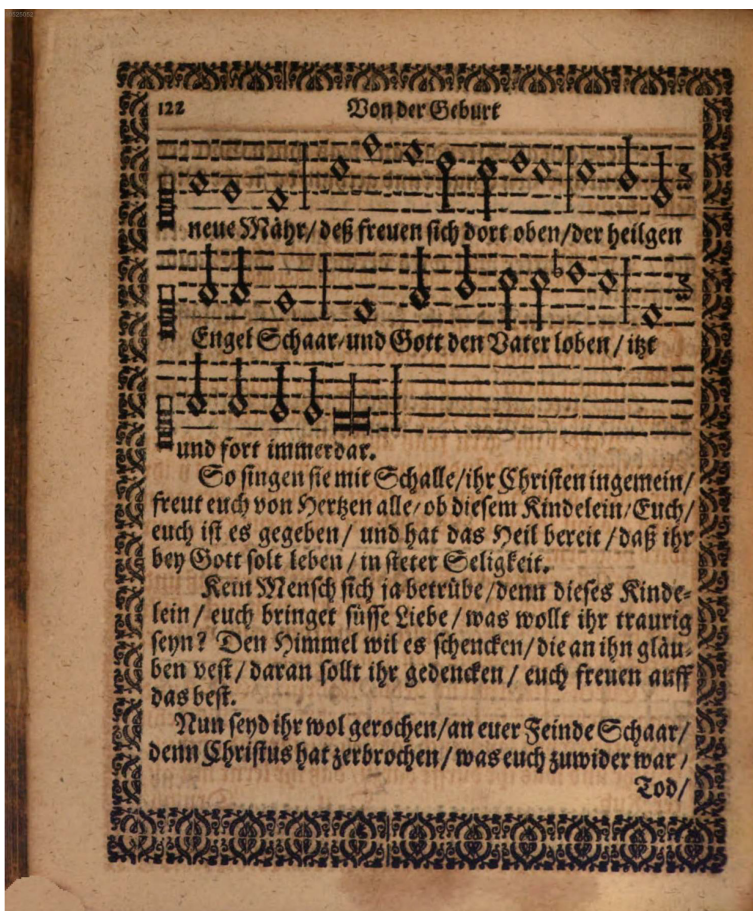 122 Von der Geburt
neue Mähr/ deß freuen sich dort oben/der heilgen
Engel Schaar/und Gott den Vater loben / itzt
und fort immerdar.
So singen sie mit Schalle/ihr Christen ingemein/
freut euch von Hertzen alle/ob diesem Kindelein/Euch/
euch ist es gegeben / und hat das Heil bereit / daß ihr
bey Gott solt leben / in steter Seligkeit.
Kein Mensch sich ja betrübe /denn dieses Kinde-
lein / euch bringet süsse Liebe / was wollt ihr traurig
seyn? Den Himmel wil es schencken/die an ihn gläu-
ben vest / daran sollt ihr gedencken / euch freuen auff
das best.
Nun seyd ihr wol gerochen/an euer Feinde Schaar/
denn Christus hat zerbrochen / was euch zuwider war /
Tod/